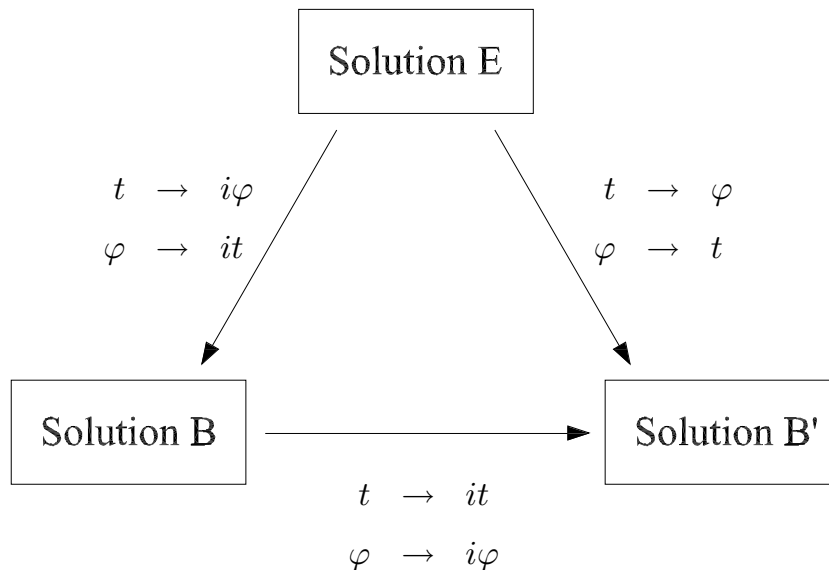 Solution E
t → iφ
φ → it
t → φ
φ → t
Solution B
Solution B'
t → it
φ → iφ